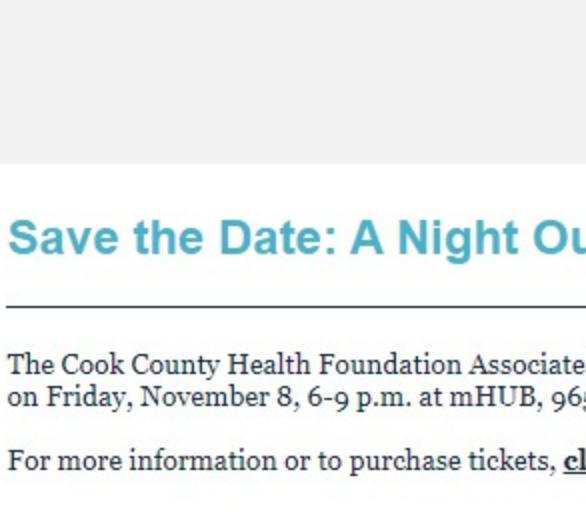 Save the Date: A Night Ou
The Cook County Health Foundation Associate
on Friday, November 8, 6-9 p.m. at mHUB, 965
For more information or to purchase tickets, cl